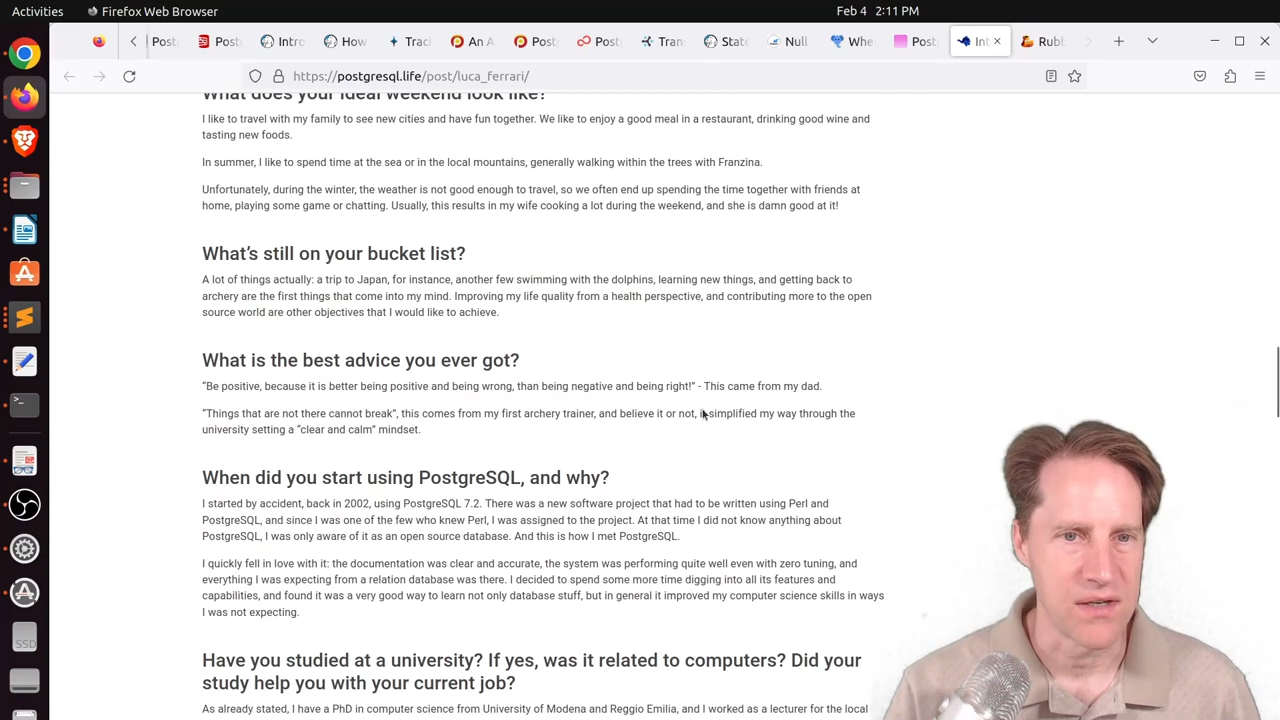 Activities
Firefox Web Browser
Feb 4 2:11 PM
Post
Post
Intro
How
Traci
An A
Post
Post
Tran
State
Null
Whe
Post
Int
Rub
https://postgresql.life/post/luca_ferrari/
What does your ideal weekend look like?
I like to travel with my family to see new cities and have fun together. We like to enjoy a good meal in a restaurant, drinking good wine and
tasting new foods.
In summer, I like to spend time at the sea or in the local mountains, generally walking within the trees with Franzina.
Unfortunately, during the winter, the weather is not good enough to travel, so we often end up spending the time together with friends at
home, playing some game or chatting. Usually, this results in my wife cooking a lot during the weekend, and she is damn good at it!
What’s still on your bucket list?
A lot of things actually: a trip to Japan, for instance, another few swimming with the dolphins, learning new things, and getting back to
archery are the first things that come into my mind. Improving my life quality from a health perspective, and contributing more to the open
source world are other objectives that I would like to achieve.
What is the best advice you ever got?
“Be positive, because it is better being positive and being wrong, than being negative and being right!” - This came from my dad.
“Things that are not there cannot break”, this comes from my first archery trainer, and believe it or not, it simplified my way through the
university setting a “clear and calm” mindset.
When did you start using PostgreSQL, and why?
I started by accident, back in 2002, using PostgreSQL 7.2. There was a new software project that had to be written using Perl and
PostgreSQL, and since I was one of the few who knew Perl, I was assigned to the project. At that time I did not know anything about
PostgreSQL, I was only aware of it as an open source database. And this is how I met PostgreSQL.
I quickly fell in love with it: the documentation was clear and accurate, the system was performing quite well even with zero tuning, and
everything I was expecting from a relation database was there. I decided to spend some more time digging into all its features and
capabilities, and found it was a very good way to learn not only database stuff, but in general it improved my computer science skills in ways
I was not expecting.
Have you studied at a university? If yes, was it related to computers? Did your
study help you with your current job?
As already stated, I have a PhD in computer science from University of Modena and Reggio Emilia, and I worked as a lecturer for the local
SSD